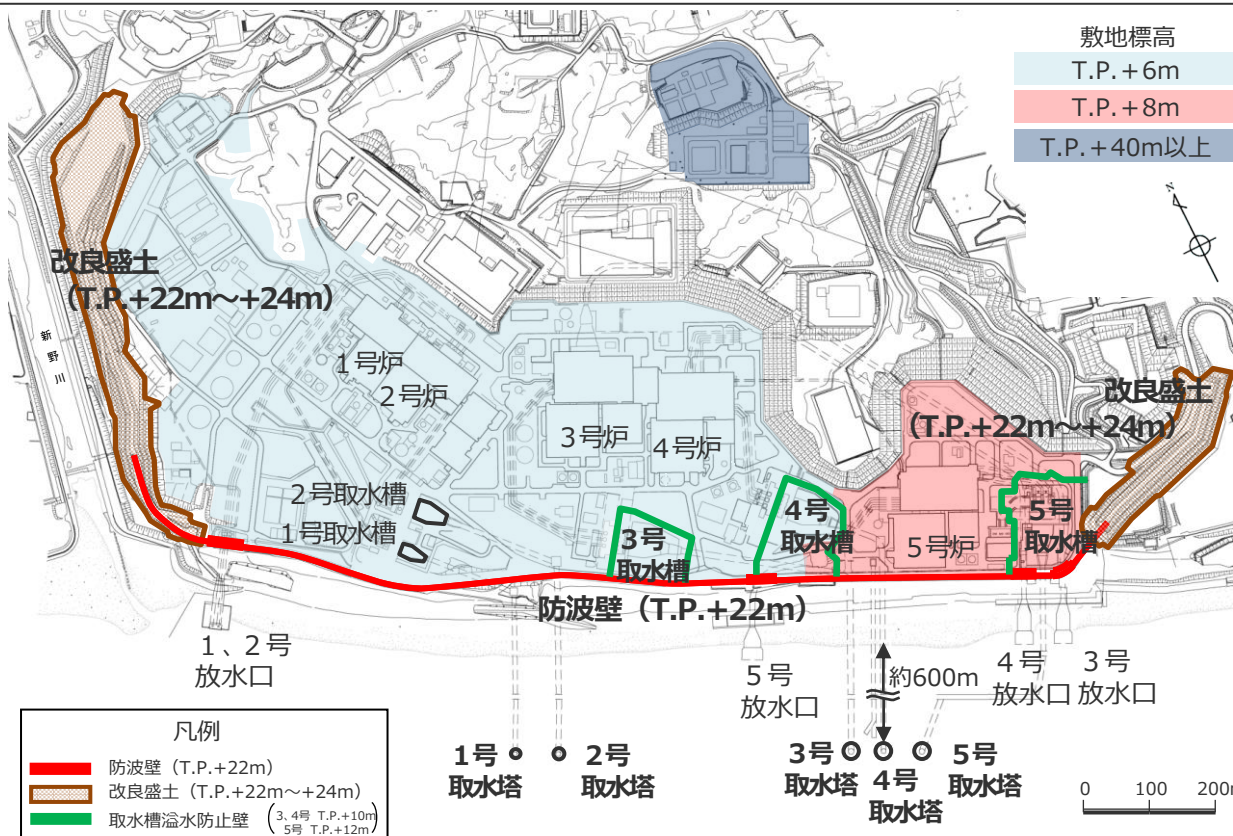 敷地標高
T.P.+6m
T.P.+8m
T.P.+40m以上
N
改良盛土
(T.P.+22m~+24m)
新野川
1号炉
2号炉
3号炉
4号炉
改良盛土
(T.P.+22m~+24m)
2号取水槽
1号取水槽
3号
取水槽
4号
取水槽
5号炉
5号
取水槽
防波壁(T.P.+22m)
1、2号
放水口
5号
放水口
約600m
4号
放水口
3号
放水口
1号
取水塔
2号
取水塔
3号
取水塔
4号
取水塔
5号
取水塔
0 100 200m
凡例
防波壁(T.P.+22m)
改良盛土(T.P.+22m~+24m)
取水槽溢水防止壁
(3、4号 T.P.+10m
5号 T.P.+12m)